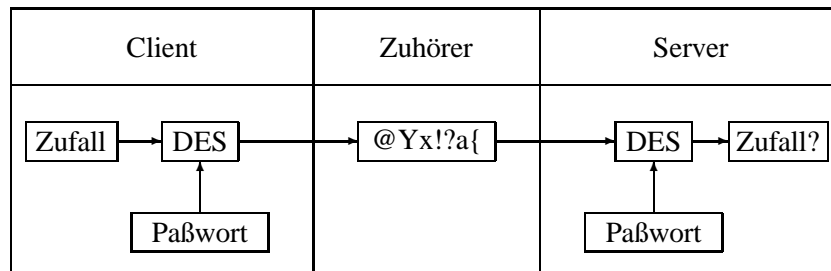 Client Zuhörer Server
Zufall DES @Yx!?a{ DES Zufall?
Paßwort Paßwort